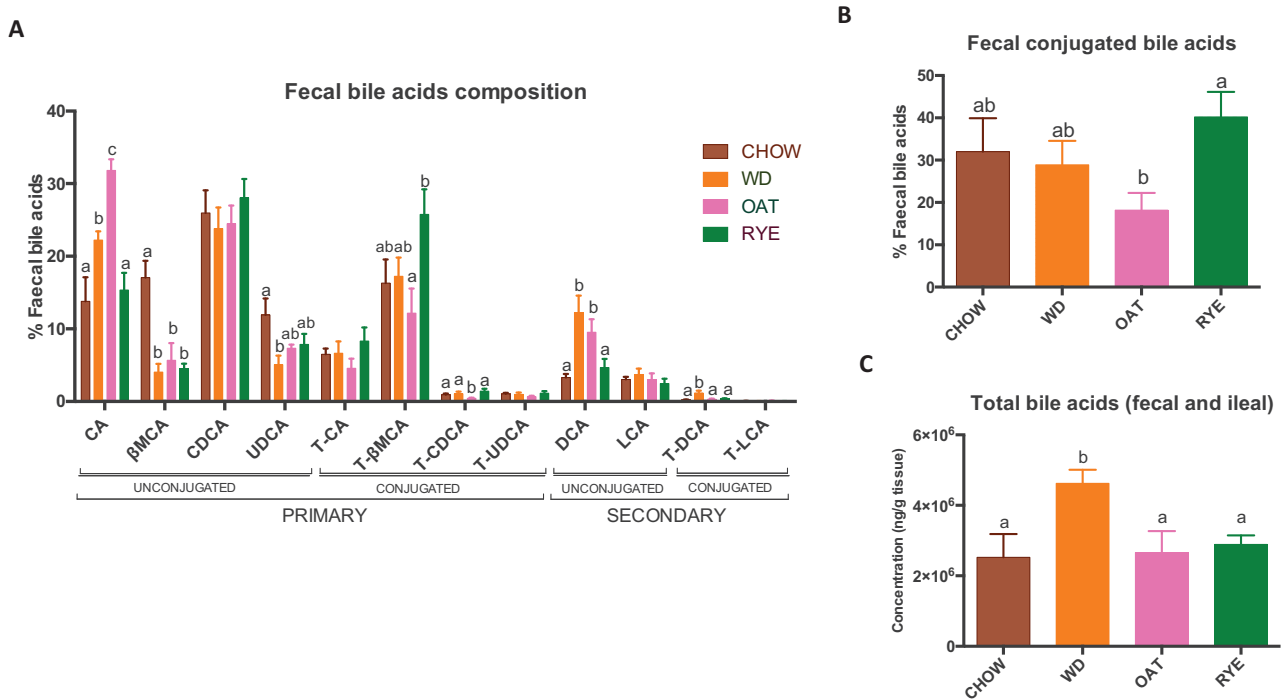 A
Fecal bile acids composition
% Faecal bile acids
40
30
20
10
0
CHOW
WD
OAT
RYE
a b c a
a b b b
a b ab ab
ab ab a b
a a b a
a b b a
a b a a
CA βMCA CDCA UDCA T-CA T-βMCA T-CDCA T-UDCA DCA LCA T-DCA T-LCA
UNCONJUGATED CONJUGATED UNCONJUGATED CONJUGATED
PRIMARY SECONDARY
B
Fecal conjugated bile acids
% Faecal bile acids
50
40
30
20
10
0
ab ab b a
CHOW WD OAT RYE
C
Total bile acids (fecal and ileal)
Concentration (ng/g tissue)
6×10⁶
4×10⁶
2×10⁶
0
a b a a
CHOW WD OAT RYE